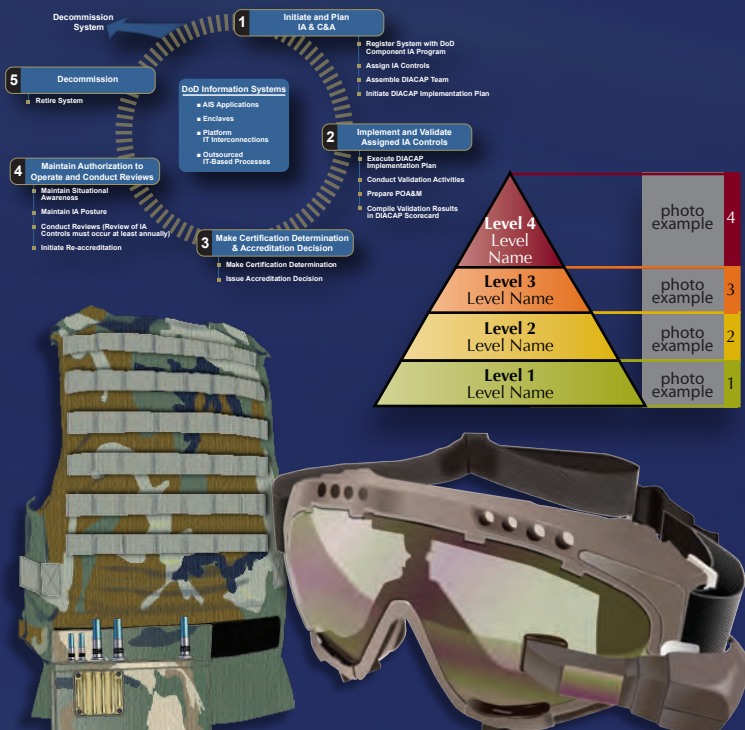 Decommission
System
1
Initiate and Plan
IA & C&A
Register System with DoD
Component IA Program
Assign IA Controls
Assemble DIACAP Team
Initiate DIACAP Implementation Plan
5
Decommission
Retire System
DoD Information Systems
AIS Applications
Enclaves
Platform
IT Interconnections
Outsourced
IT-Based Processes
2
Implement and Validate
Assigned IA Controls
Execute DIACAP
Implementation Plan
Conduct Validation Activities
Prepare POA&M
Compile Validation Results
in DIACAP Scorecard
4
Maintain Authorization to
Operate and Conduct Reviews
Maintain Situational
Awareness
Maintain IA Posture
Conduct Reviews (Review of IA
Controls must occur at least annually)
Initiate Re-accreditation
3
Make Certification Determination
& Accreditation Decision
Make Certification Determination
Issue Accreditation Decision
Level 4
Level
Name
photo
example
4
Level 3
Level Name
photo
example
3
Level 2
Level Name
photo
example
2
Level 1
Level Name
photo
example
1